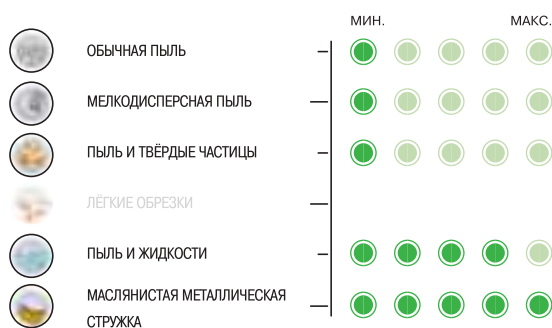 МИН. МАКС.
ОБЫЧНАЯ ПЫЛЬ
МЕЛКОДИСПЕРСНАЯ ПЫЛЬ
ПЫЛЬ И ТВЁРДЫЕ ЧАСТИЦЫ
ЛЁГКИЕ ОБРЕЗКИ
ПЫЛЬ И ЖИДКОСТИ
МАСЛЯНИСТАЯ МЕТАЛЛИЧЕСКАЯ
СТРУЖКА